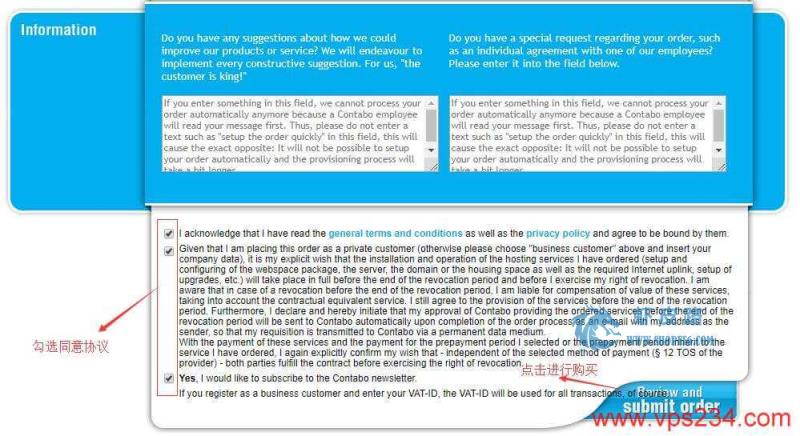 Information
Do you have any suggestions about how we could
improve our products or service? We will endeavour to
implement every constructive suggestion. For us, "the
customer is king!"
Do you have a special request regarding your order, such
as an individual agreement with one of our employees?
Please enter it into the field below.
If you enter something in this field, we cannot process your
order automatically anymore because a Contabo employee
will read your message first. Thus, please do not enter a
text such as "setup the order quickly" in this field, this will
cause the exact opposite: It will not be possible to setup
your order automatically and the provisioning process will
take a bit longer.
If you enter something in this field, we cannot process your
order automatically anymore because a Contabo employee
will read your message first. Thus, please do not enter a
text such as "setup the order quickly" in this field, this will
cause the exact opposite: It will not be possible to setup
your order automatically and the provisioning process will
take a bit longer.
I acknowledge that I have read the general terms and conditions as well as the privacy policy and agree to be bound by them.
Given that I am placing this order as a private customer (otherwise please choose "business customer" above and insert your
company data), it is my explicit wish that the installation and operation of the hosting services I have ordered (setup and
configuring of the webspace package, the server, the domain or the housing space as well as the required Internet uplink, setup of
upgrades, etc.) will take place in full before the end of the revocation period and before I exercise my right of revocation. I am
aware that in case of a revocation before the end of the revocation period, I am liable for compensation of value of these services,
taking into account the contractual equivalent service. I still agree to the provision of the services before the end of the revocation
period. Furthermore, I declare and hereby initiate that my approval of Contabo providing the ordered services before the end of the
revocation period will be sent to Contabo automatically upon completion of the order process as an email with my address as the
sender, so that my requisition is transmitted to Contabo via a permanent data medium.
With the payment of these services and the payment for the prepayment period I selected or the prepayment period inherent to the
service I have ordered, I again explicitly confirm my wish that - independent of the selected method of payment (§ 12 TOS of the
provider) - both parties fulfill the contract before exercising the right of revocation.
勾选同意协议
点击进行购买
Yes, I would like to subscribe to the Contabo newsletter.
If you register as a business customer and enter your VAT-ID, the VAT-ID will be used for all transactions, of course.
Review and
submit order
www.vps234.com